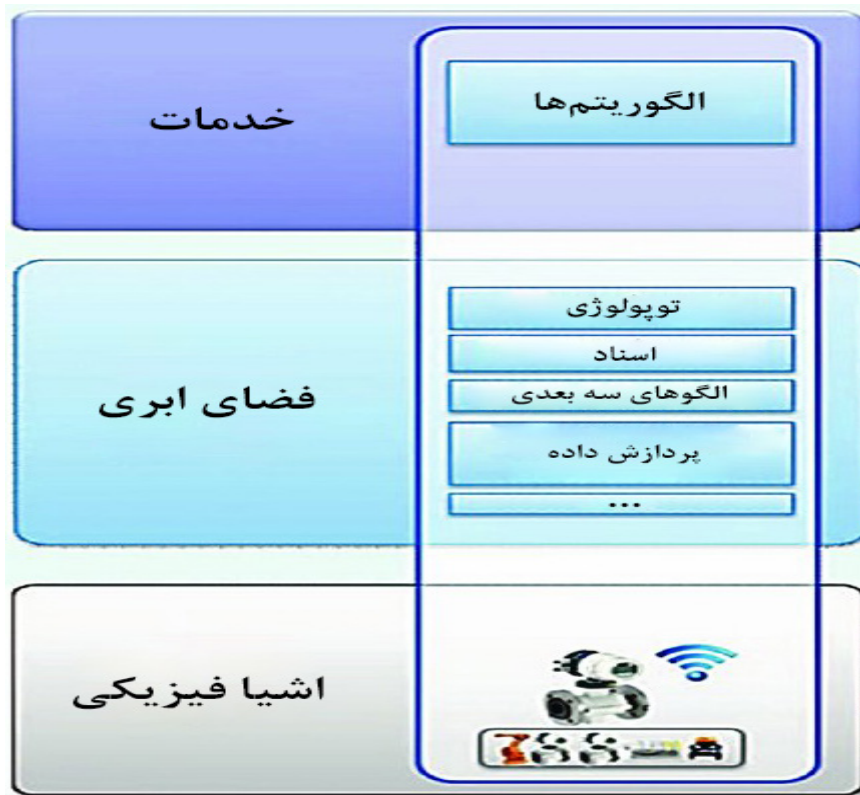 خدمات
الگوریتم‌ها
فضای ابری
توپولوژی
اسناد
الگوهای سه بعدی
پردازش داده
...
اشیا فیزیکی